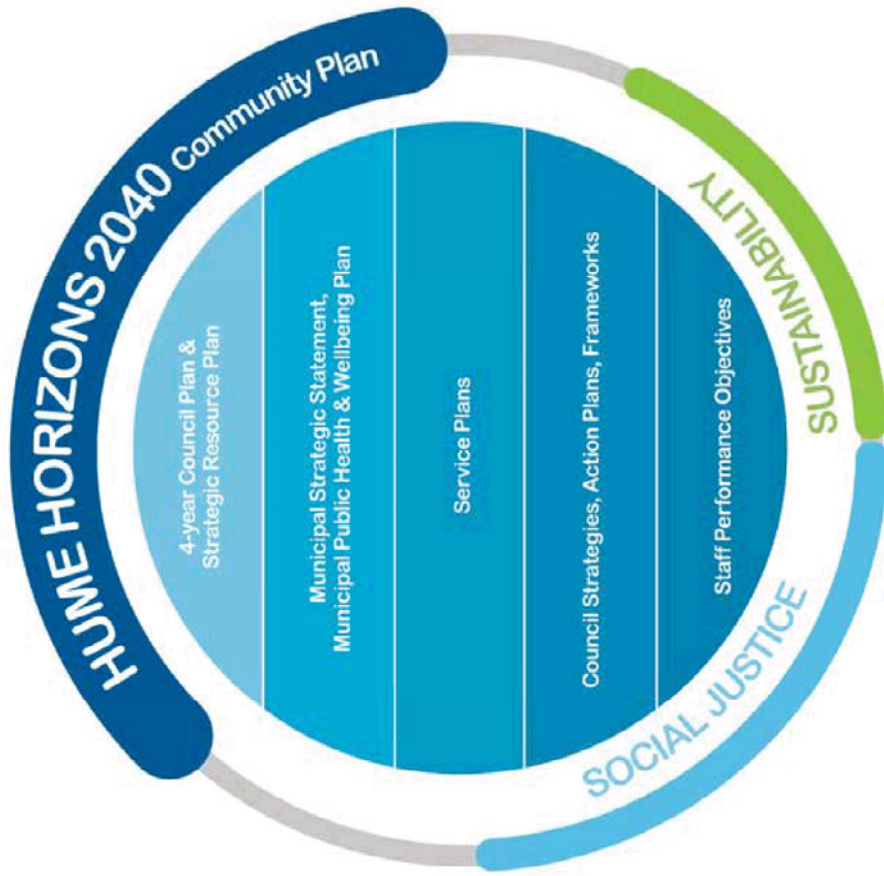 HUME HORIZONS 2040 Community Plan
4-year Council Plan &
Strategic Resource Plan
Municipal Strategic Statement,
Municipal Public Health & Wellbeing Plan
Service Plans
Council Strategies, Action Plans, Frameworks
Staff Performance Objectives
SOCIAL JUSTICE
SUSTAINABILITY